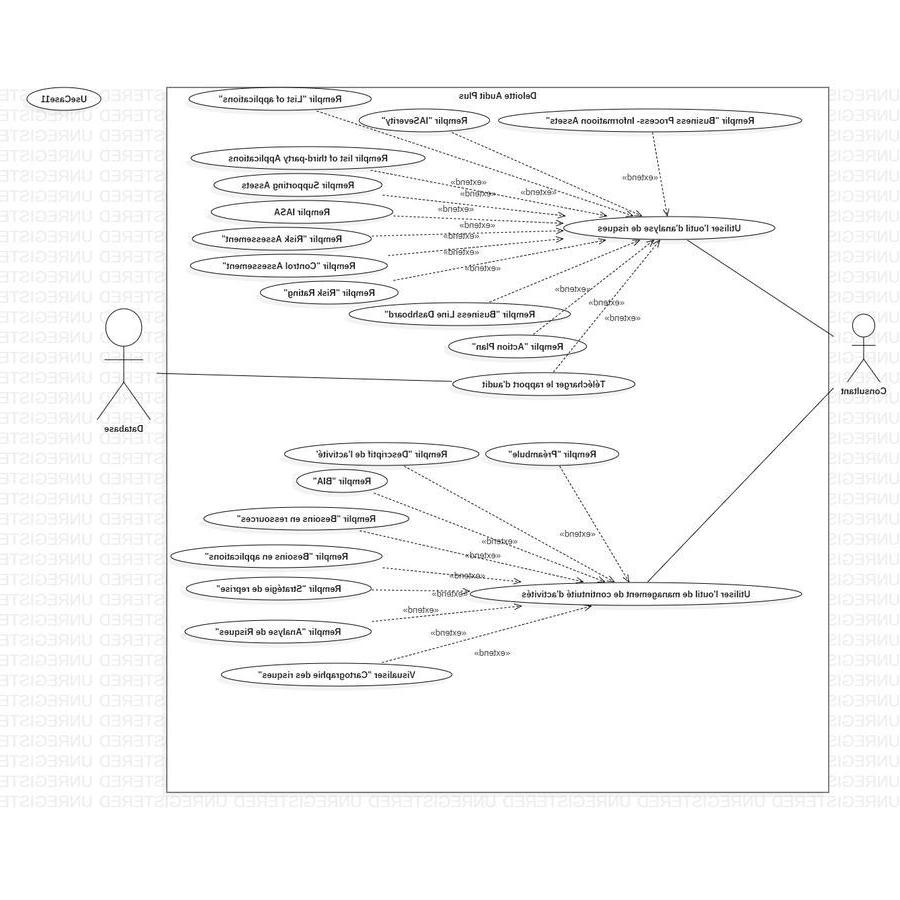 Deloitte Audit Plus
UseCase11
Remplir "List of applications"
Remplir "IASeverity"
Remplir "Business Process- Information Assets"
Remplir list of third-party Applications
Remplir Supporting Assets
Remplir IASA
Remplir "Risk Assessement"
Remplir "Control Assessement"
Remplir "Risk Rating"
Remplir "Business Line Dashboard"
Remplir "Action Plan"
Télécharger le rapport d'audit
Utiliser l'outil d'analyse de risques
«extend»
«extend»
«extend»
«extend»
«extend»
«extend»
«extend»
«extend»
«extend»
«extend»
«extend»
«extend»
Consultant
Database
Remplir "Préambule"
Remplir "Descriptif de l'activité'
Remplir "BIA"
Remplir "Besoins en ressources"
Remplir "Besoins en applications"
Remplir "Stratégie de reprise"
Remplir "Analyse de Risques"
Visualiser "Cartographie des risques"
Utiliser l'outil de management de continuité d'activités
«extend»
«extend»
«extend»
«extend»
«extend»
«extend»
«extend»
«extend»
UNREGISTERED